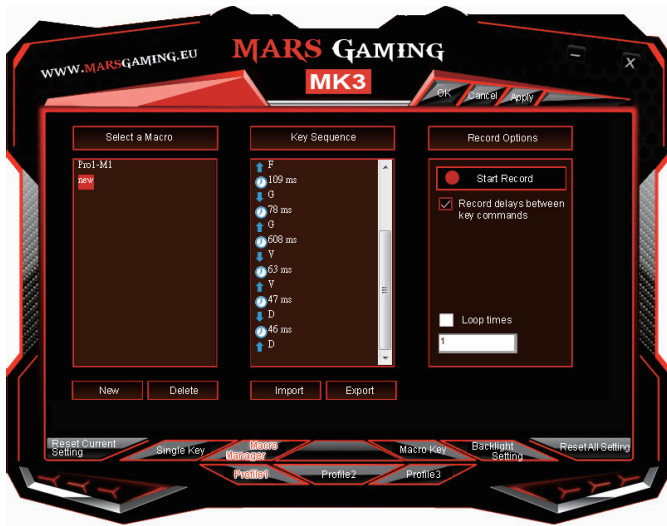 WWW.MARSGAMING.EU
MARS GAMING
MK3
OK
Cancel
Apply
Select a Macro
Key Sequence
Record Options
Pro1-M1
new
F
109 ms
G
78 ms
G
608 ms
V
63 ms
V
47 ms
D
46 ms
D
Start Record
Record delays between
key commands
Loop times
1
New
Delete
Import
Export
Reset Current
Setting
Single Key
Macro
Manager
Macro Key
Backlight
Setting
Reset All Setting
Profile1
Profile2
Profile3